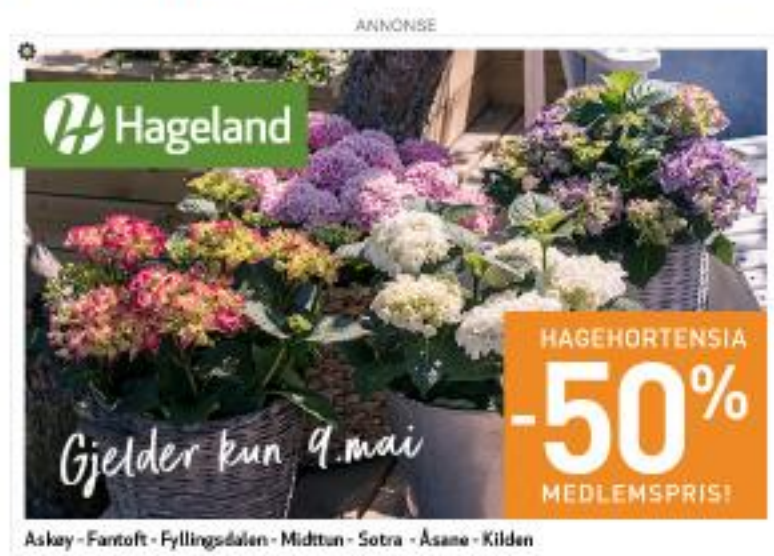 ANNONSE
Hageland
HAGEHORTENSIA
-50%
MEDLEMSPRIS!
Gjelder kun 9.mai
Askøy - Fantoft - Fyllingsdalen - Midttun - Sotra - Åsane - Kilden